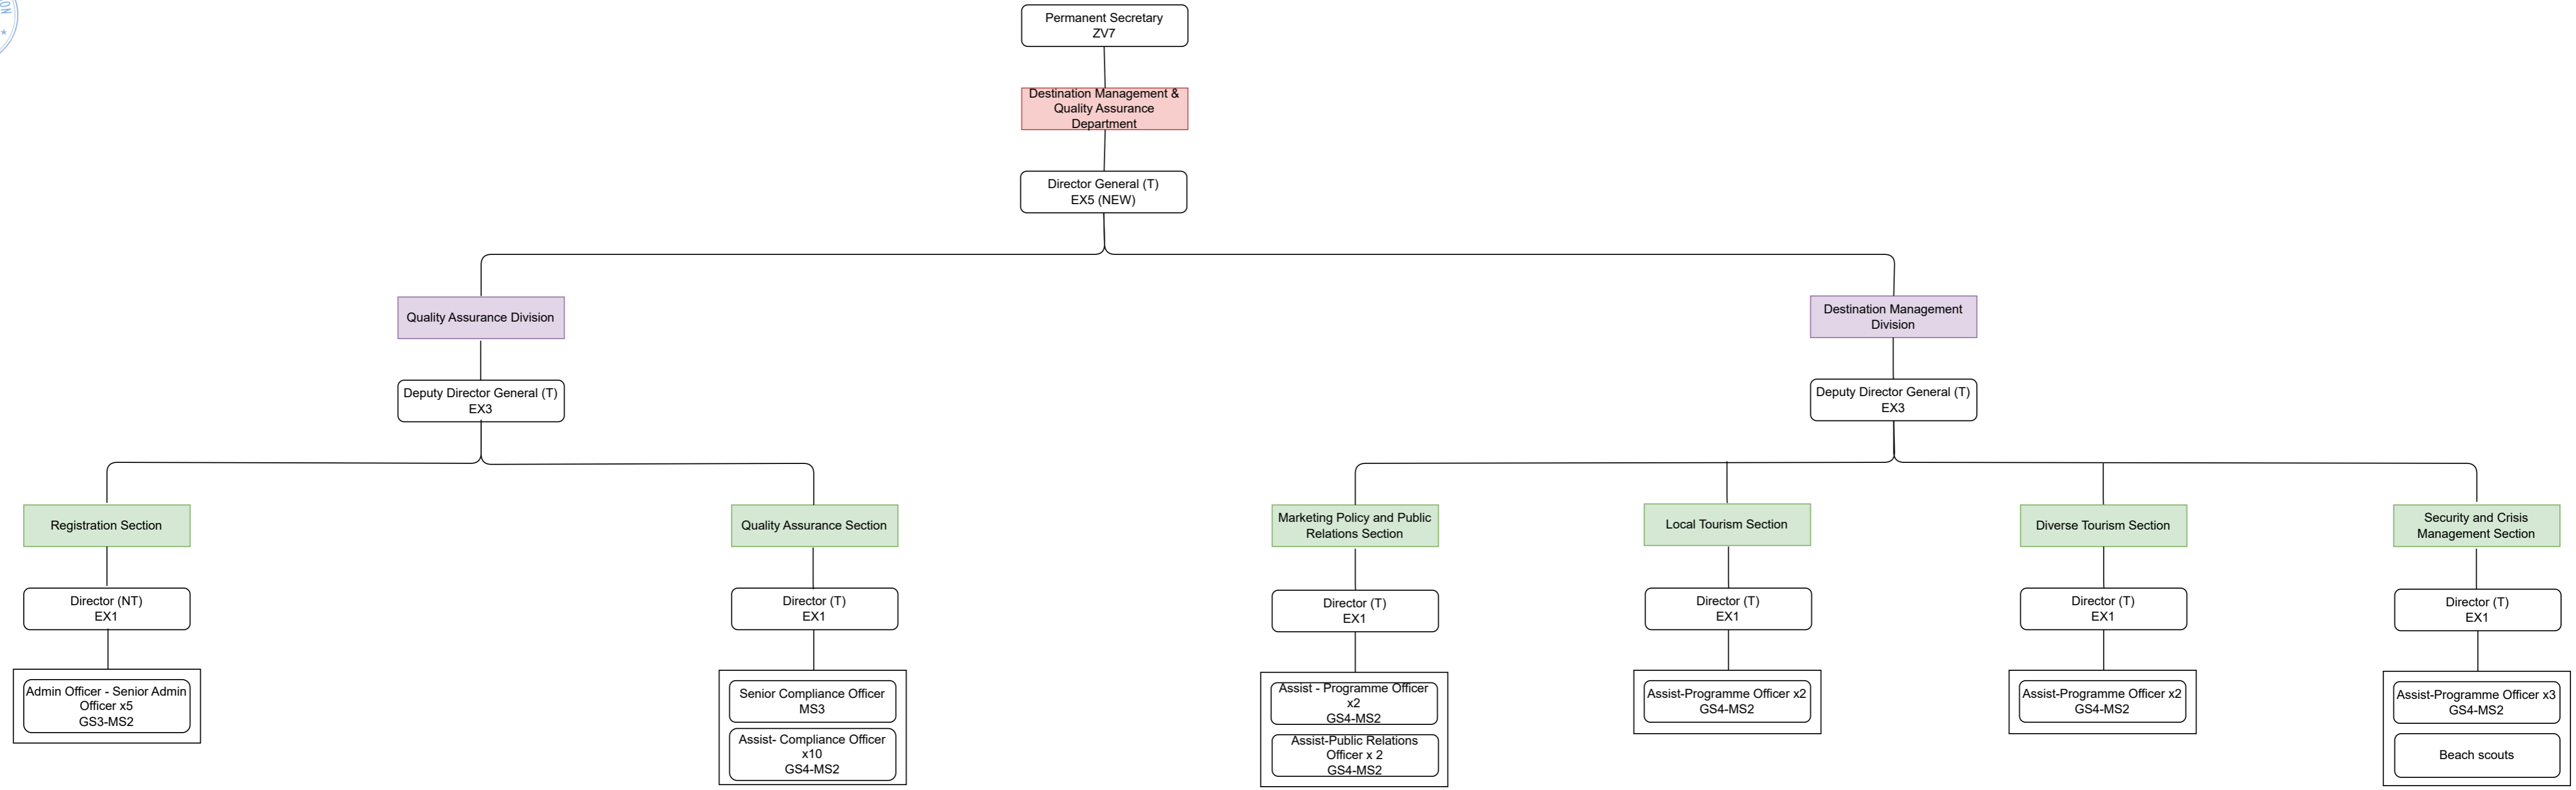 ON
Permanent Secretary
ZV7
Destination Management &
Quality Assurance
Department
Director General (T)
EX5 (NEW)
Quality Assurance Division
Destination Management
Division
Deputy Director General (T)
EX3
Deputy Director General (T)
EX3
Registration Section
Quality Assurance Section
Marketing Policy and Public
Relations Section
Local Tourism Section
Diverse Tourism Section
Security and Crisis
Management Section
Director (NT)
EX1
Director (T)
EX1
Director (T)
EX1
Director (T)
EX1
Director (T)
EX1
Director (T)
EX1
Admin Officer - Senior Admin
Officer x5
GS3-MS2
Senior Compliance Officer
MS3
Assist- Compliance Officer
x10
GS4-MS2
Assist - Programme Officer
x2
GS4-MS2
Assist-Public Relations
Officer x 2
GS4-MS2
Assist-Programme Officer x2
GS4-MS2
Assist-Programme Officer x2
GS4-MS2
Assist-Programme Officer x3
GS4-MS2
Beach scouts